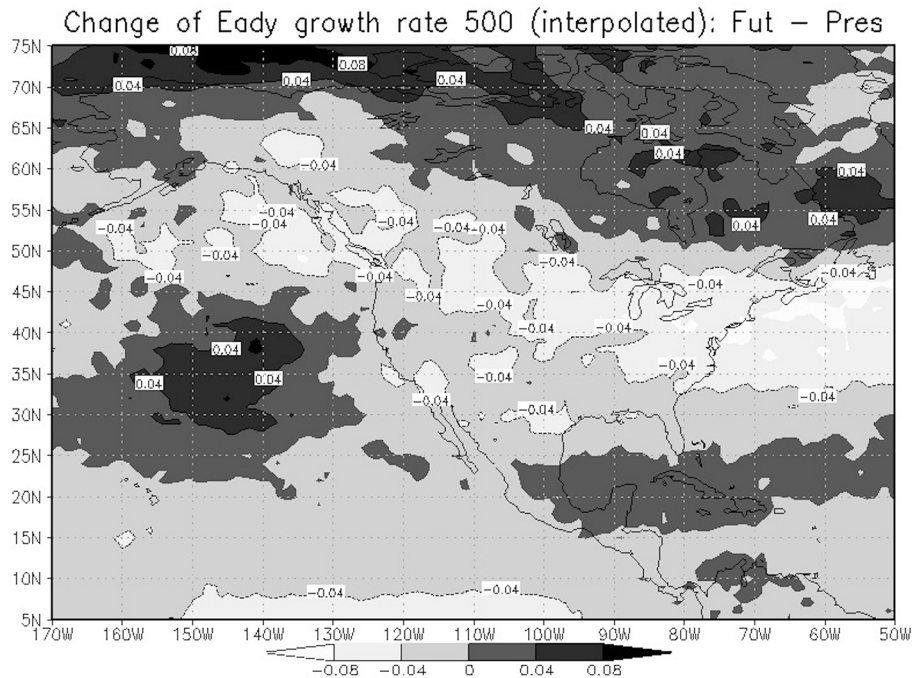 Change of Eady growth rate 500 (interpolated): Fut − Pres
75N
0.08
0.08
70N
0.04
0.04
65N
0.04
0.04
60N
−0.04
0.04
0.04
55N
−0.04
−0.04
0.04
0.04
−0.04
−0.04
−0.04
−0.04
50N
−0.04
−0.04
−0.04
−0.04
−0.04
−0.04
45N
−0.04
−0.04
−0.04
40N
−0.04
−0.04
0.04
35N
−0.04
0.04
0.04
−0.04
−0.04
30N
−0.04
−0.04
25N
20N
15N
10N
−0.04
−0.04
5N
170W 160W 150W 140W 130W 120W 110W 100W 90W 80W 70W 60W 50W
−0.08 −0.04 0 0.04 0.08